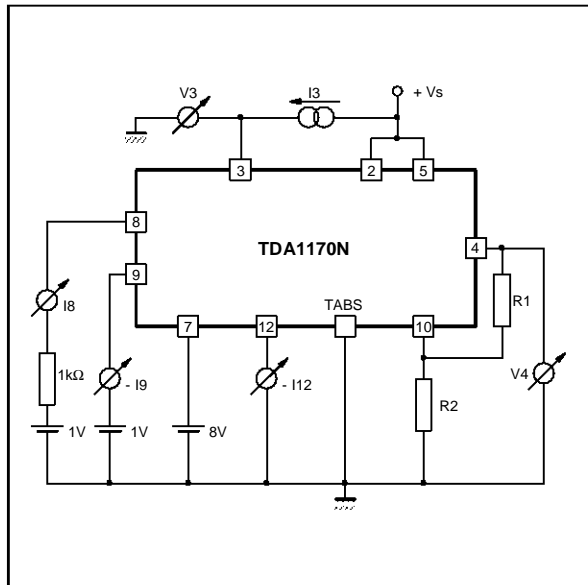 V3
I3
+ Vs
3
2
5
8
TDA1170N
4
9
TABS
R1
I8
7
12
10
1kΩ
- I9
- I12
V4
R2
1V
1V
8V